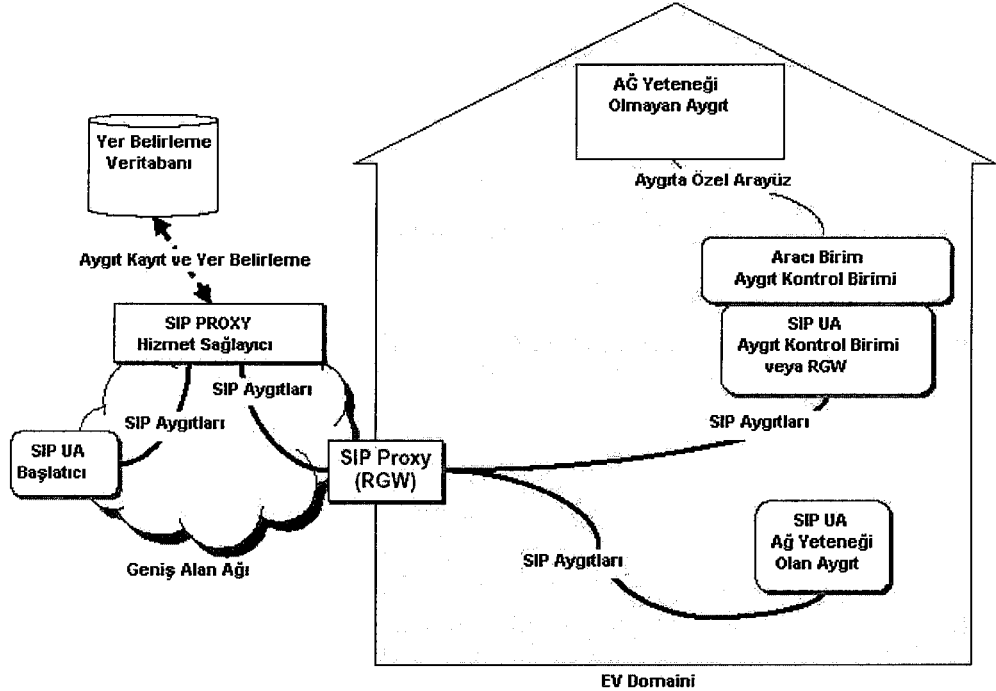 AĞ Yeteneği
Olmayan Aygıt
Yer Belirleme
Veritabanı
Aygıta Özel Arayüz
Aygıt Kayıt ve Yer Belirleme
Aracı Birim
Aygıt Kontrol Birimi
SIP PROXY
Hizmet Sağlayıcı
SIP UA
Aygıt Kontrol Birimi
veya RGW
SIP Aygıtları
SIP Aygıtları
SIP Aygıtları
SIP UA
Başlatıcı
SIP Proxy
(RGW)
SIP UA
Ağ Yeteneği
Olan Aygıt
SIP Aygıtları
Geniş Alan Ağı
EV Domaini